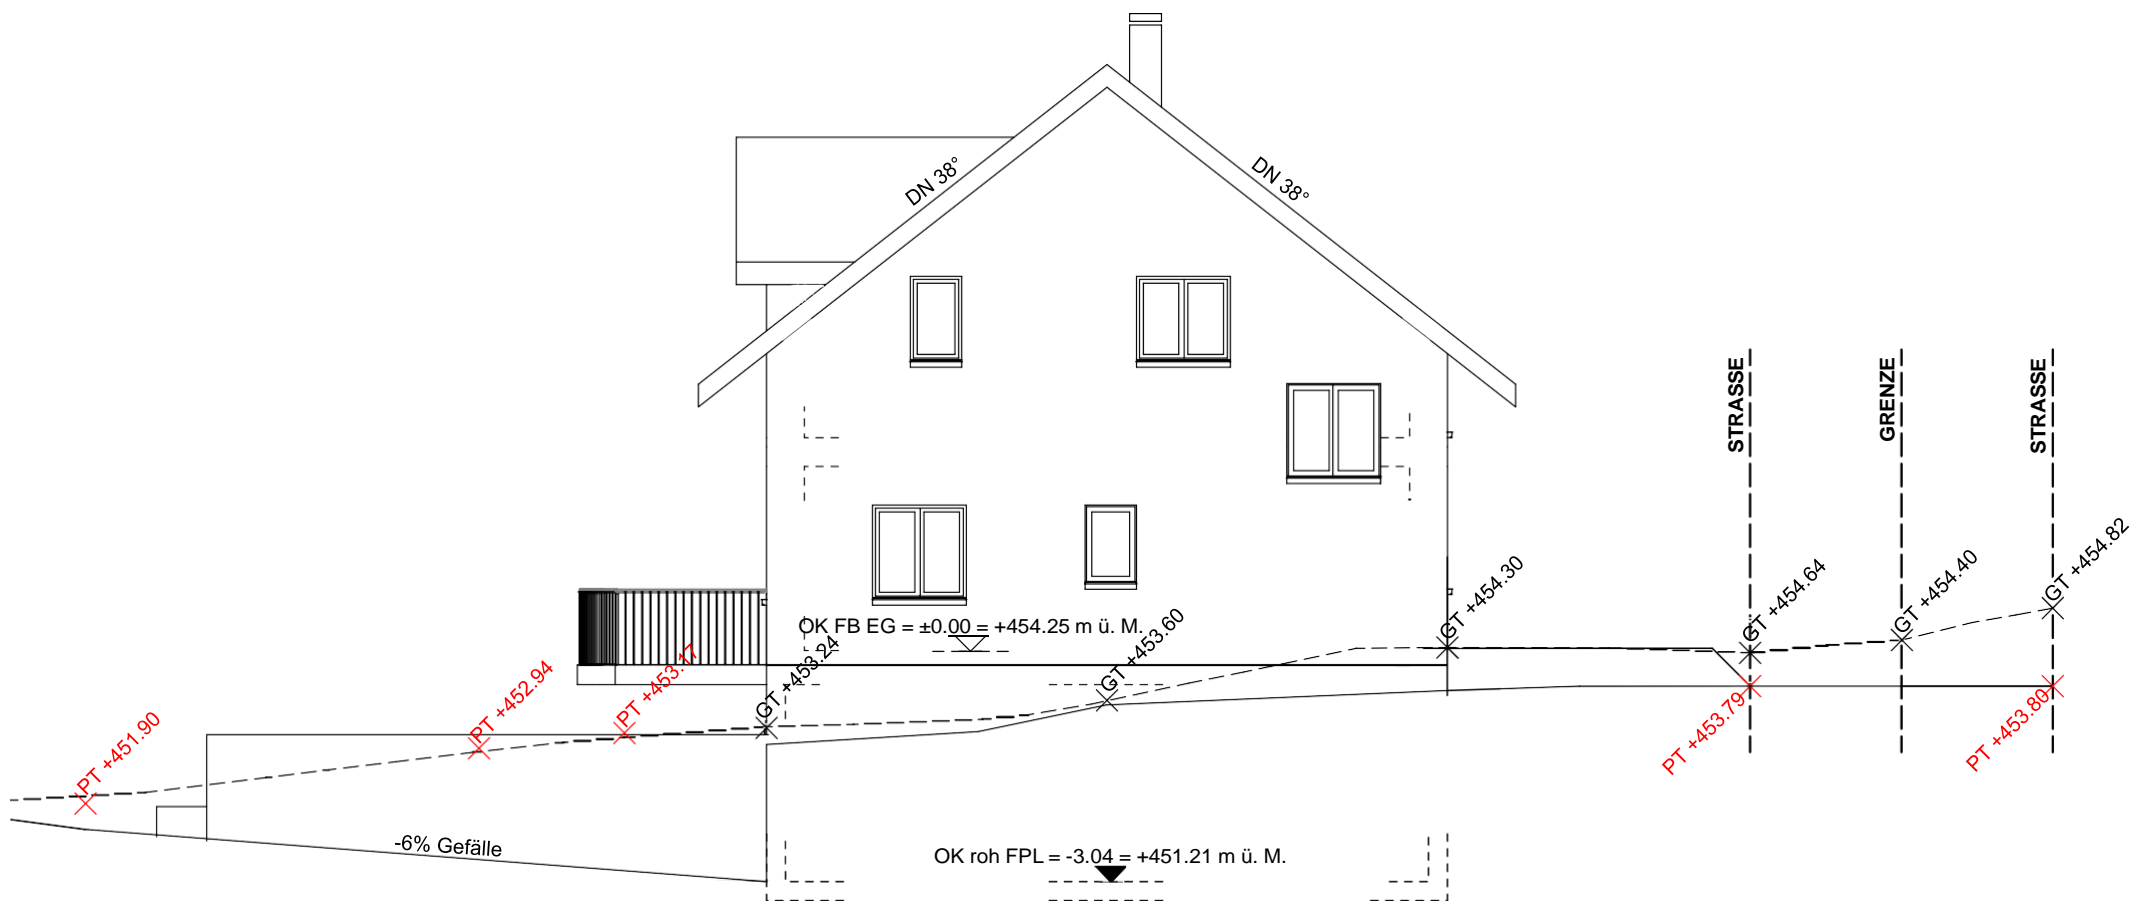 DN 38°
DN 38°
STRASSE
GRENZE
STRASSE
OK FB EG = ±0.00 = +454.25 m ü. M.
PT +451.90
PT +452.94
PT +453.17
GT +453.24
GT +453.60
GT +454.30
GT +454.64
GT +454.40
GT +454.82
PT +453.79
PT +453.80
-6% Gefälle
OK roh FPL = -3.04 = +451.21 m ü. M.